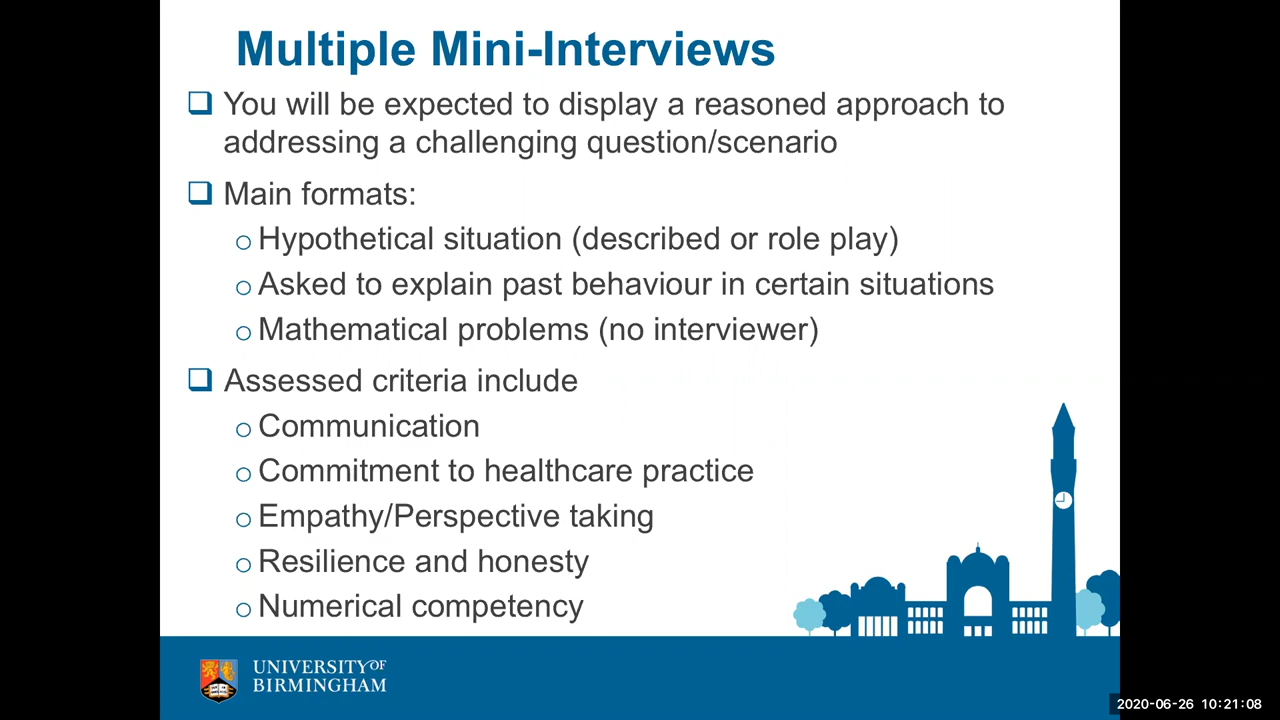 Multiple Mini-Interviews
You will be expected to display a reasoned approach to
addressing a challenging question/scenario
Main formats:
Hypothetical situation (described or role play)
Asked to explain past behaviour in certain situations
Mathematical problems (no interviewer)
Assessed criteria include
Communication
Commitment to healthcare practice
Empathy/Perspective taking
Resilience and honesty
Numerical competency
UNIVERSITY OF
BIRMINGHAM
2020-06-26 10:21:08